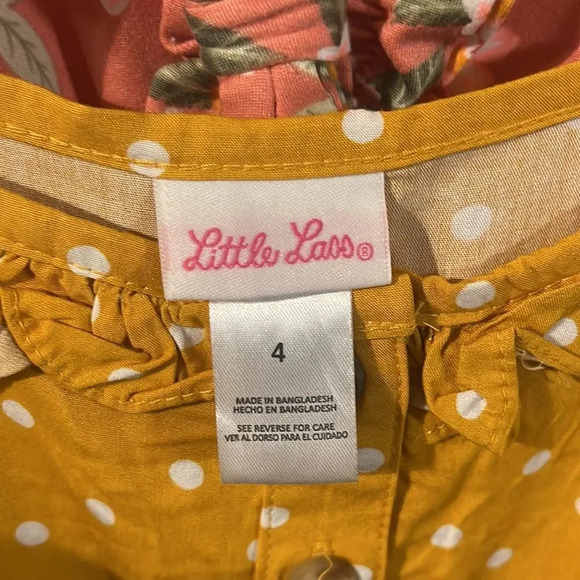 Little Lass®
4
MADE IN BANGLADESH
HECHO EN BANGLADESH
SEE REVERSE FOR CARE
VER AL DORSO PARA EL CUIDADO